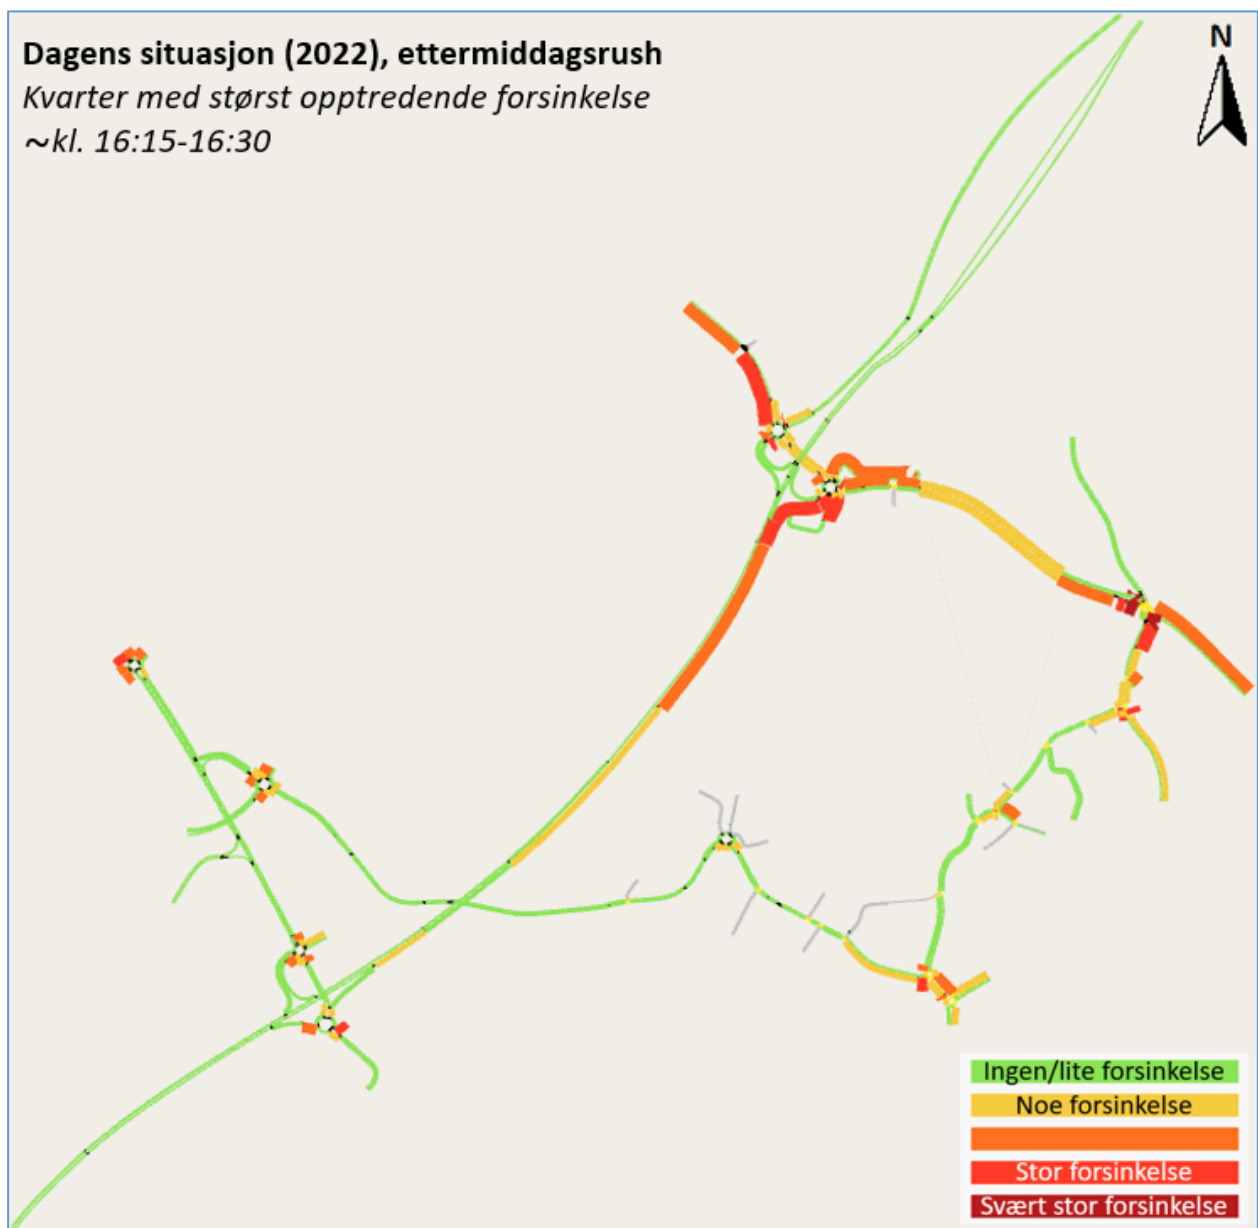 Dagens situasjon (2022), ettermiddagsrush
Kvarter med størst opptredende forsinkelse
~kl. 16:15-16:30
N
Ingen/lite forsinkelse
Noe forsinkelse
Stor forsinkelse
Svært stor forsinkelse